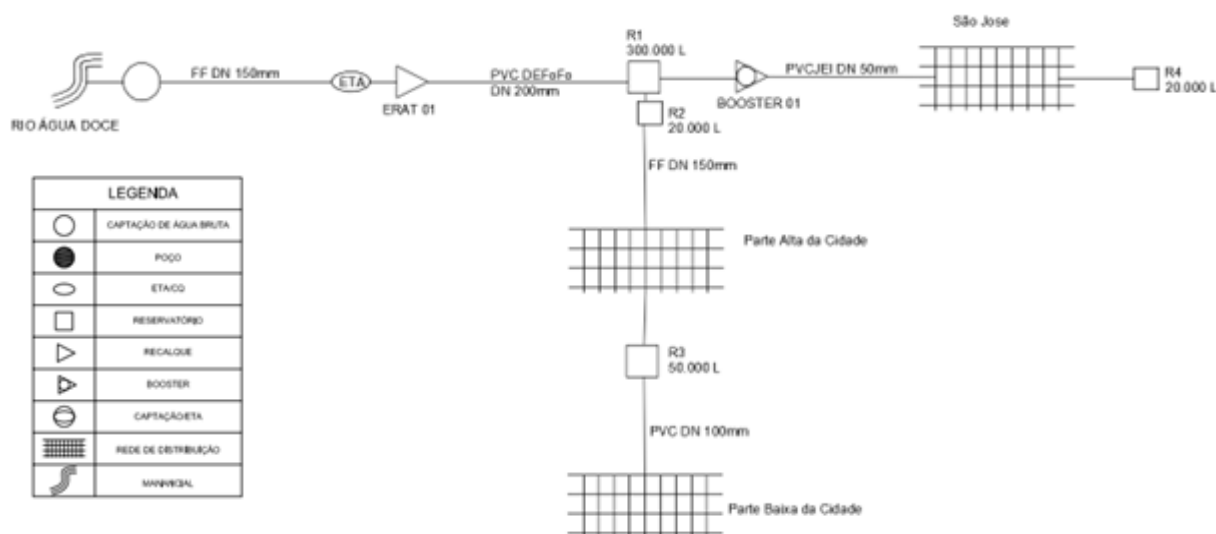 São Jose
R1
300.000 L
FF DN 150mm
ETA
PVC DEFoFo
DN 200mm
PVCJEI DN 50mm
R4
20.000 L
ERAT 01
BOOSTER 01
RIO ÁGUA DOCE
R2
20.000 L
FF DN 150mm
LEGENDA
CAPTAÇÃO DE ÁGUA BRUTA
POÇO
ETA/CQ
RESERVATÓRIO
RECALQUE
BOOSTER
CAPTAÇÃO/ETA
REDE DE DISTRIBUIÇÃO
MANANCIAL
Parte Alta da Cidade
R3
50.000 L
PVC DN 100mm
Parte Baixa da Cidade